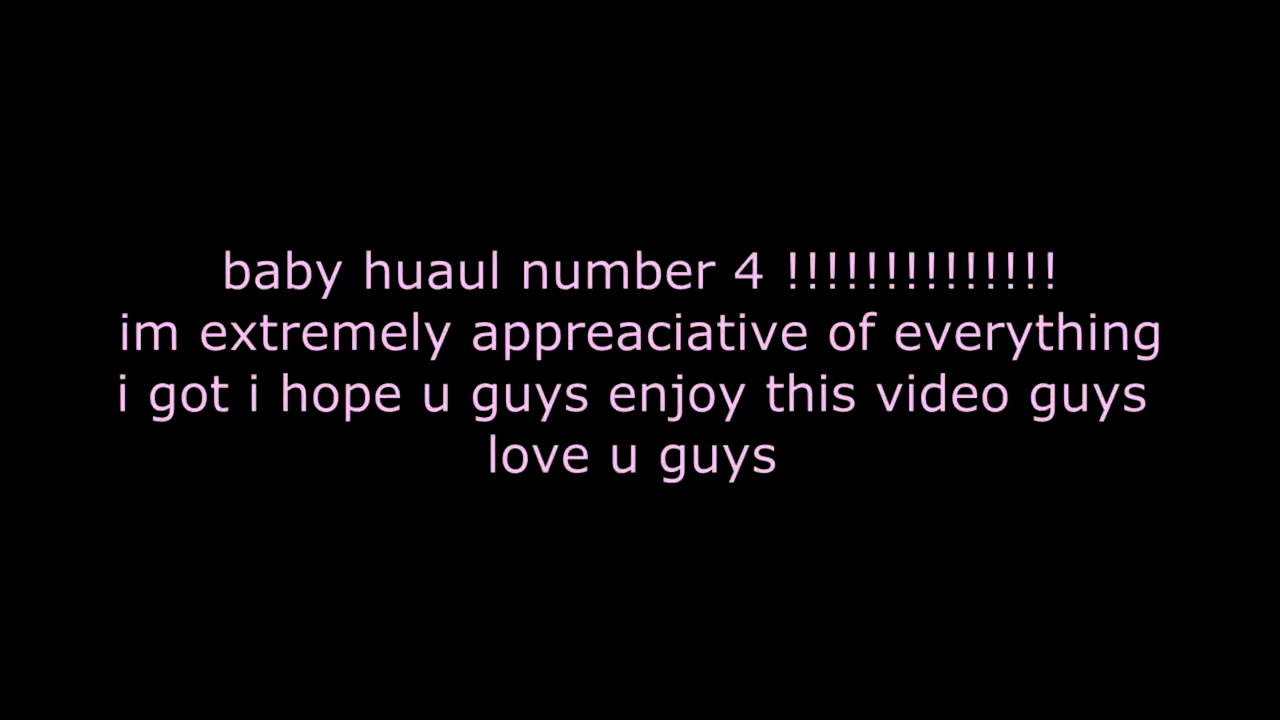 baby huaul number 4 !!!!!!!!!!!!!!
im extremely appreaciative of everything
i got i hope u guys enjoy this video guys
love u guys